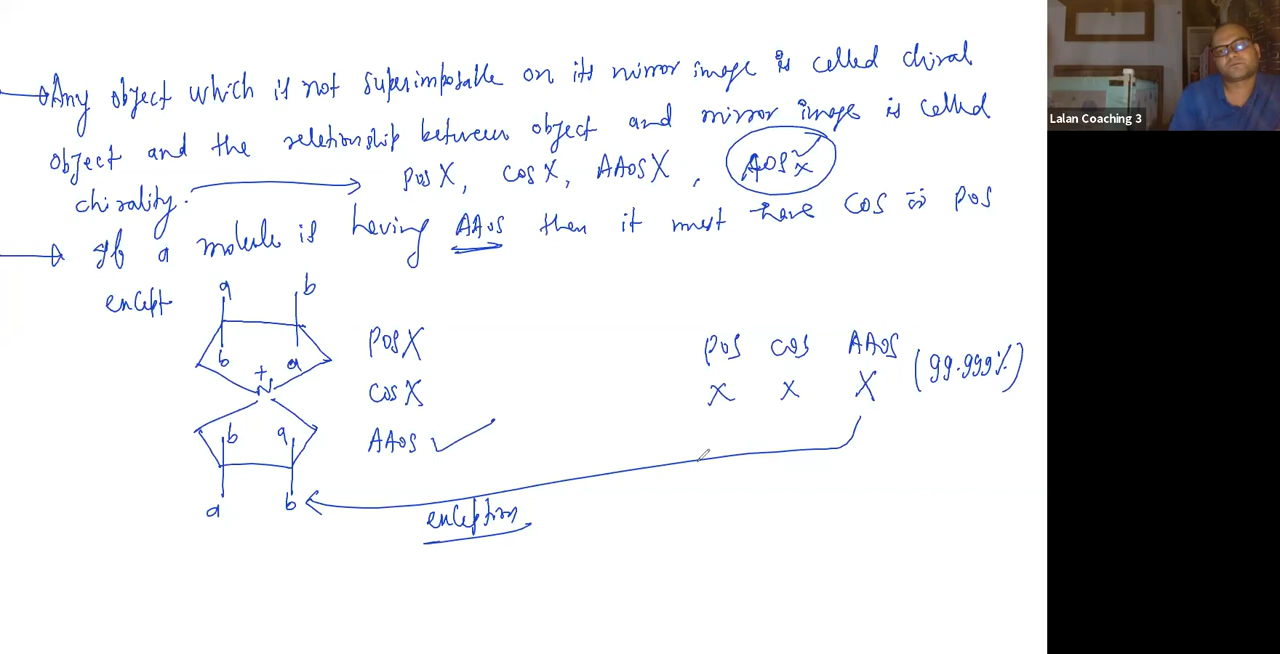 Any object which is not superimposable on its mirror image is called chiral
object and the relationship between object and mirror image is called
chirality.
POS X, COS X, AAOS X, AOS ✓x
If a molecule is having AAOS then it must have COS or POS
except
a b
b a
+
N
b a
a b
POS X
COS X
AAOS ✓
POS COS AAOS (99.999%)
x x X
exception
Lalan Coaching 3